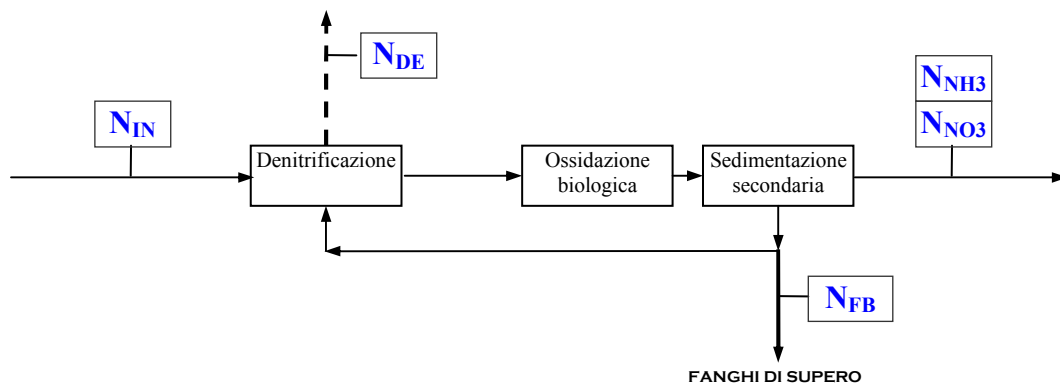 N_DE
N_NH3
N_IN
N_NO3
Denitrificazione
Ossidazione
biologica
Sedimentazione
secondaria
N_FB
FANGHI DI SUPERO